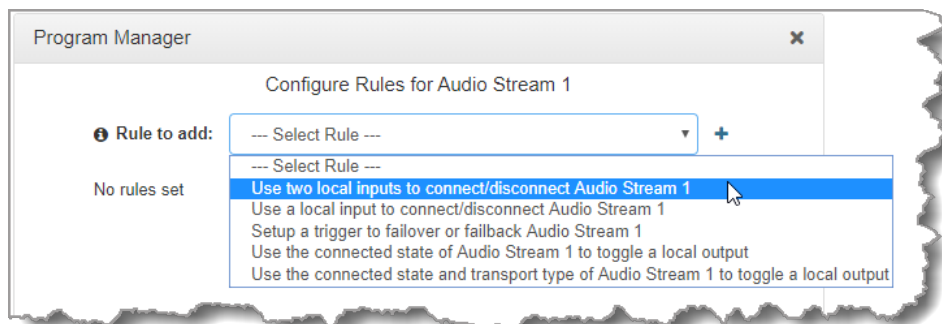 Program Manager
Configure Rules for Audio Stream 1
Rule to add:
--- Select Rule ---
--- Select Rule ---
No rules set
Use two local inputs to connect/disconnect Audio Stream 1
Use a local input to connect/disconnect Audio Stream 1
Setup a trigger to failover or failback Audio Stream 1
Use the connected state of Audio Stream 1 to toggle a local output
Use the connected state and transport type of Audio Stream 1 to toggle a local output